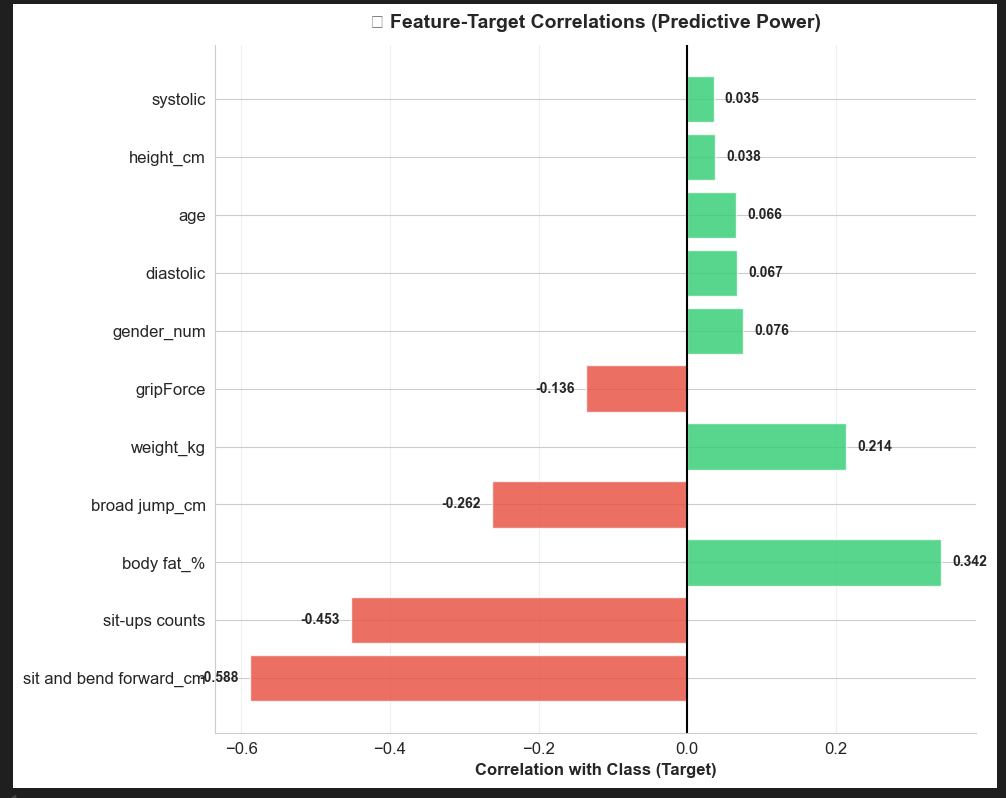 Feature-Target Correlations (Predictive Power)
systolic 0.035
height_cm 0.038
age 0.066
diastolic 0.067
gender_num 0.076
gripForce -0.136
weight_kg 0.214
broad jump_cm -0.262
body fat_% 0.342
sit-ups counts -0.453
sit and bend forward_cm -0.588
−0.6 −0.4 −0.2 0.0 0.2
Correlation with Class (Target)